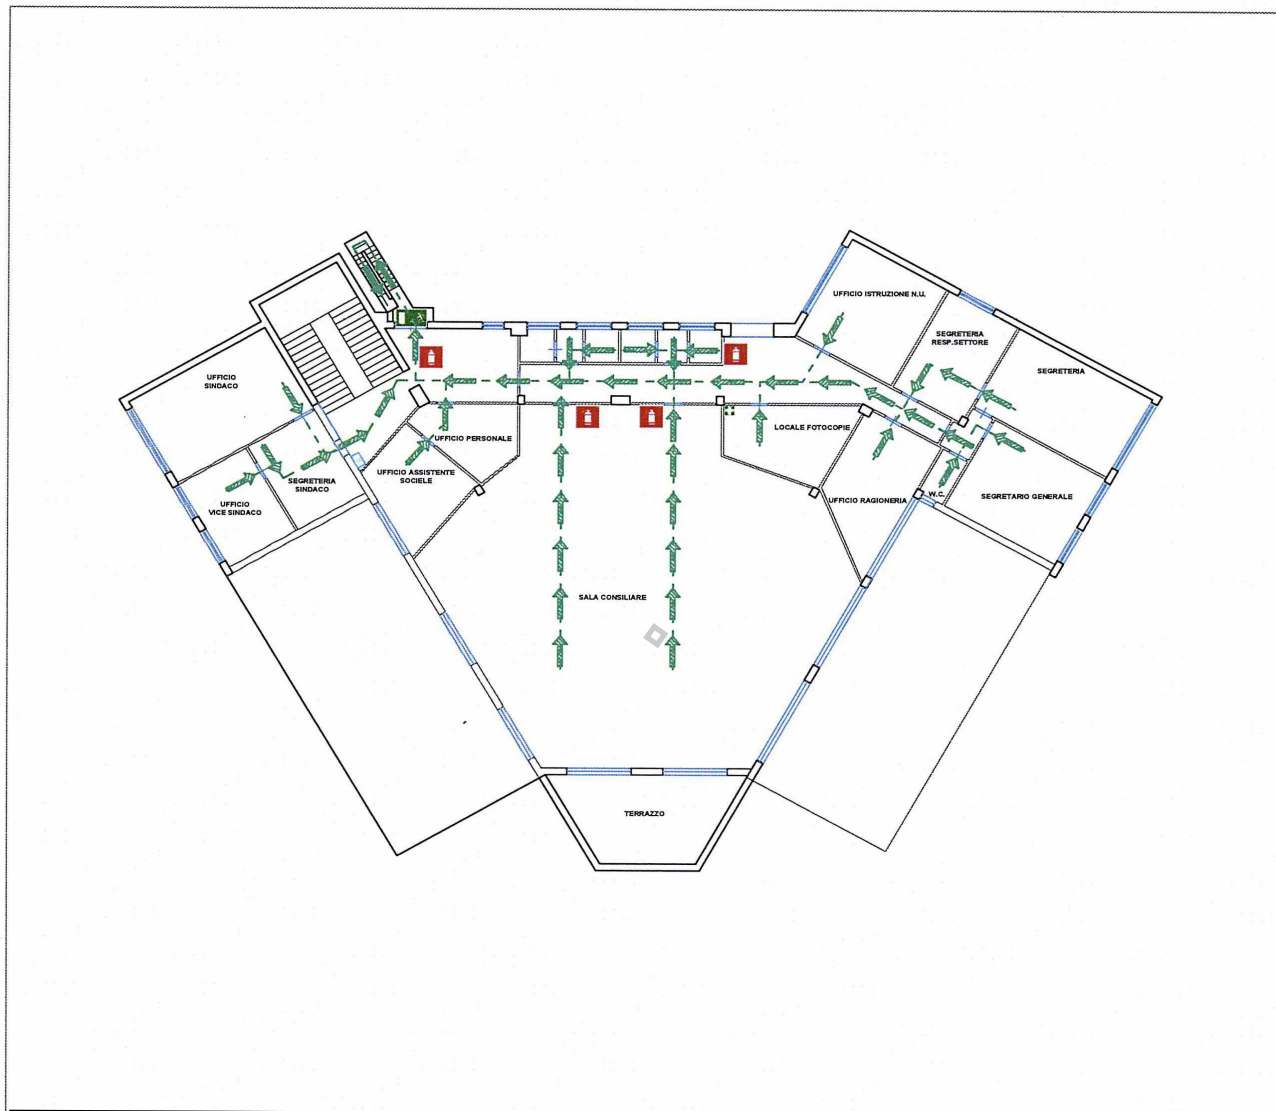 UFFICIO ISTRUZIONE N.U.
SEGRETERIA
RESP.SETTORE
SEGRETERIA
UFFICIO
SINDACO
LOCALE FOTOCOPIE
UFFICIO PERSONALE
UFFICIO ASSISTENTE
SOCIELE
SEGRETERIA
SINDACO
UFFICIO
VICE SINDACO
UFFICIO RAGIONERIA
W.C.
SEGRETARIO GENERALE
SALA CONSILIARE
TERRAZZO